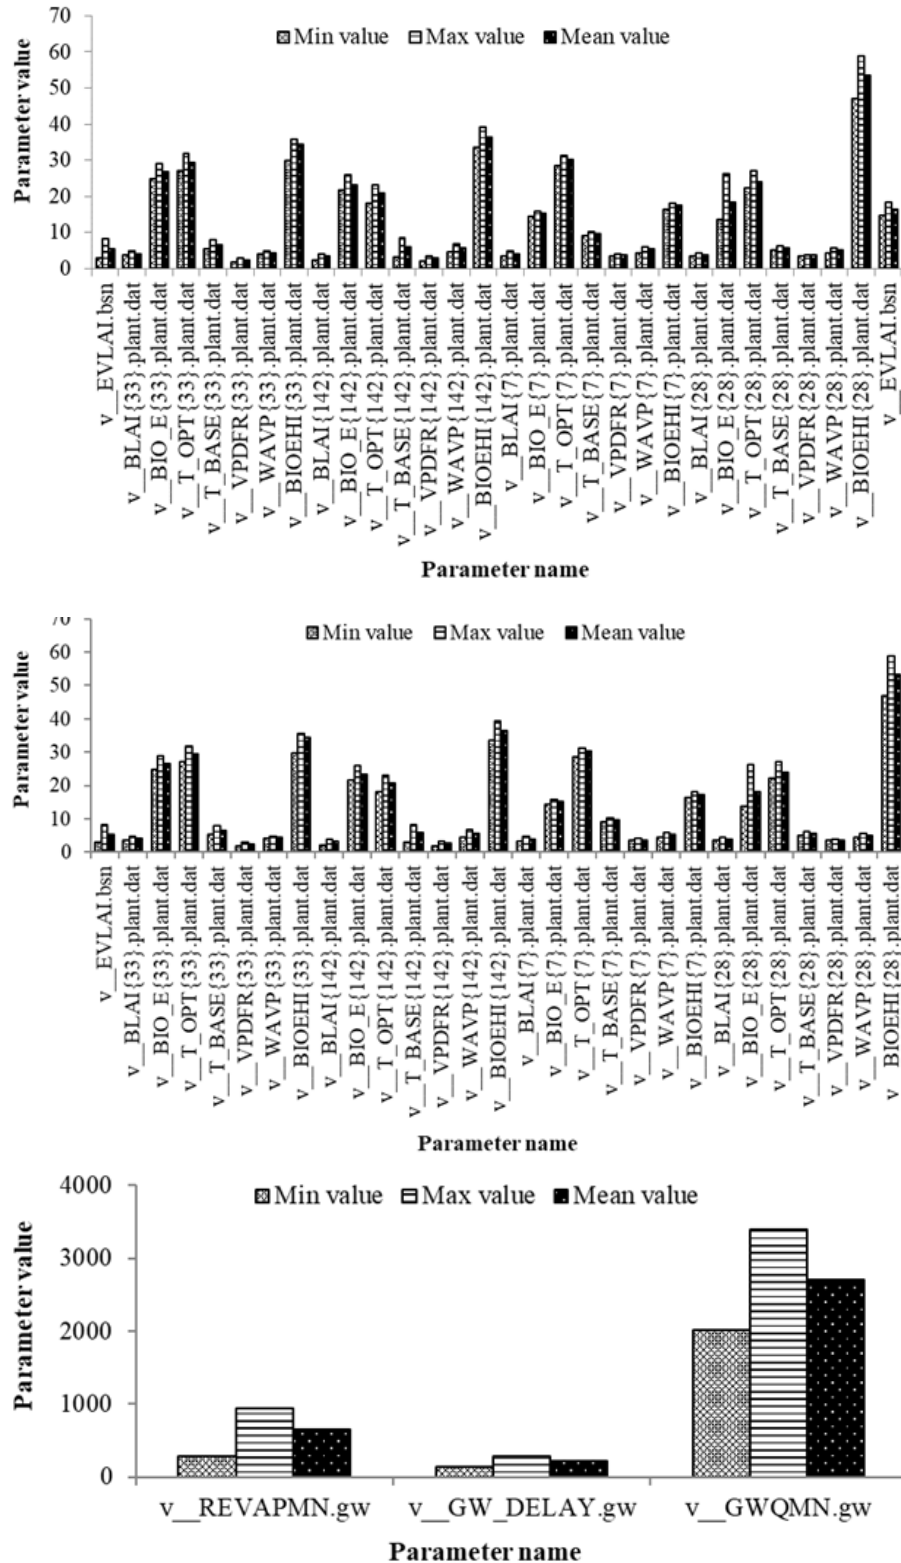 70
60
50
40
30
20
10
0
Parameter value
Min value Max value Mean value
v__EVLAI.bsn
v__BLAI{33}.plant.dat
v__BIO_E{33}.plant.dat
v__T_OPT{33}.plant.dat
v__T_BASE{33}.plant.dat
v__VPDFR{33}.plant.dat
v__WAVP{33}.plant.dat
v__BIOEHI{33}.plant.dat
v__BLAI{142}.plant.dat
v__BIO_E{142}.plant.dat
v__T_OPT{142}.plant.dat
v__T_BASE{142}.plant.dat
v__VPDFR{142}.plant.dat
v__WAVP{142}.plant.dat
v__BIOEHI{142}.plant.dat
v__BLAI{7}.plant.dat
v__BIO_E{7}.plant.dat
v__T_OPT{7}.plant.dat
v__T_BASE{7}.plant.dat
v__VPDFR{7}.plant.dat
v__WAVP{7}.plant.dat
v__BIOEHI{7}.plant.dat
v__BLAI{28}.plant.dat
v__BIO_E{28}.plant.dat
v__T_OPT{28}.plant.dat
v__T_BASE{28}.plant.dat
v__VPDFR{28}.plant.dat
v__WAVP{28}.plant.dat
v__BIOEHI{28}.plant.dat
v__EVLAI.bsn
Parameter name
70
60
50
40
30
20
10
0
Parameter value
Min value Max value Mean value
v__EVLAI.bsn
v__BLAI{33}.plant.dat
v__BIO_E{33}.plant.dat
v__T_OPT{33}.plant.dat
v__T_BASE{33}.plant.dat
v__VPDFR{33}.plant.dat
v__WAVP{33}.plant.dat
v__BIOEHI{33}.plant.dat
v__BLAI{142}.plant.dat
v__BIO_E{142}.plant.dat
v__T_OPT{142}.plant.dat
v__T_BASE{142}.plant.dat
v__VPDFR{142}.plant.dat
v__WAVP{142}.plant.dat
v__BIOEHI{142}.plant.dat
v__BLAI{7}.plant.dat
v__BIO_E{7}.plant.dat
v__T_OPT{7}.plant.dat
v__T_BASE{7}.plant.dat
v__VPDFR{7}.plant.dat
v__WAVP{7}.plant.dat
v__BIOEHI{7}.plant.dat
v__BLAI{28}.plant.dat
v__BIO_E{28}.plant.dat
v__T_OPT{28}.plant.dat
v__T_BASE{28}.plant.dat
v__VPDFR{28}.plant.dat
v__WAVP{28}.plant.dat
v__BIOEHI{28}.plant.dat
Parameter name
4000
3000
2000
1000
0
Parameter value
Min value Max value Mean value
v__REVAPMN.gw v__GW_DELAY.gw v__GWQMN.gw
Parameter name